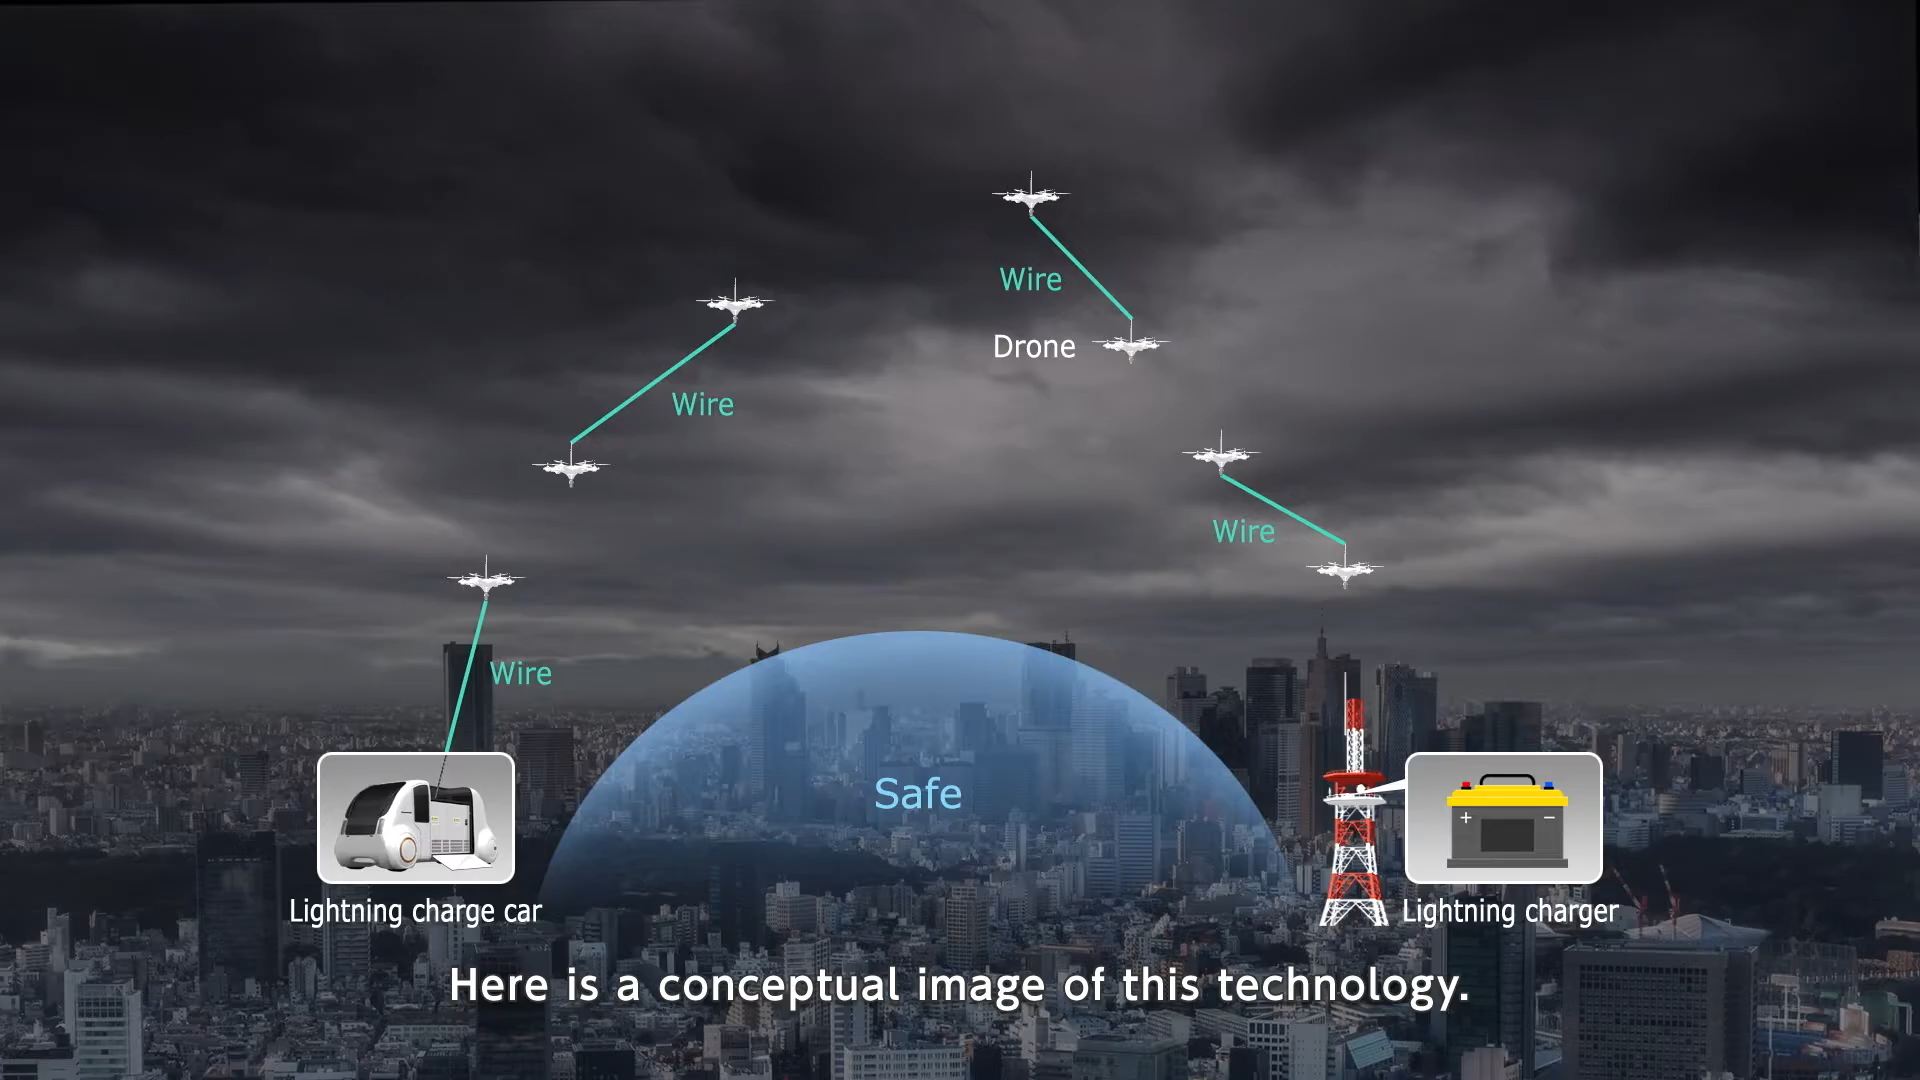 Wire
Drone
Wire
Wire
Wire
Safe
+ −
Lightning charge car
Lightning charger
Here is a conceptual image of this technology.